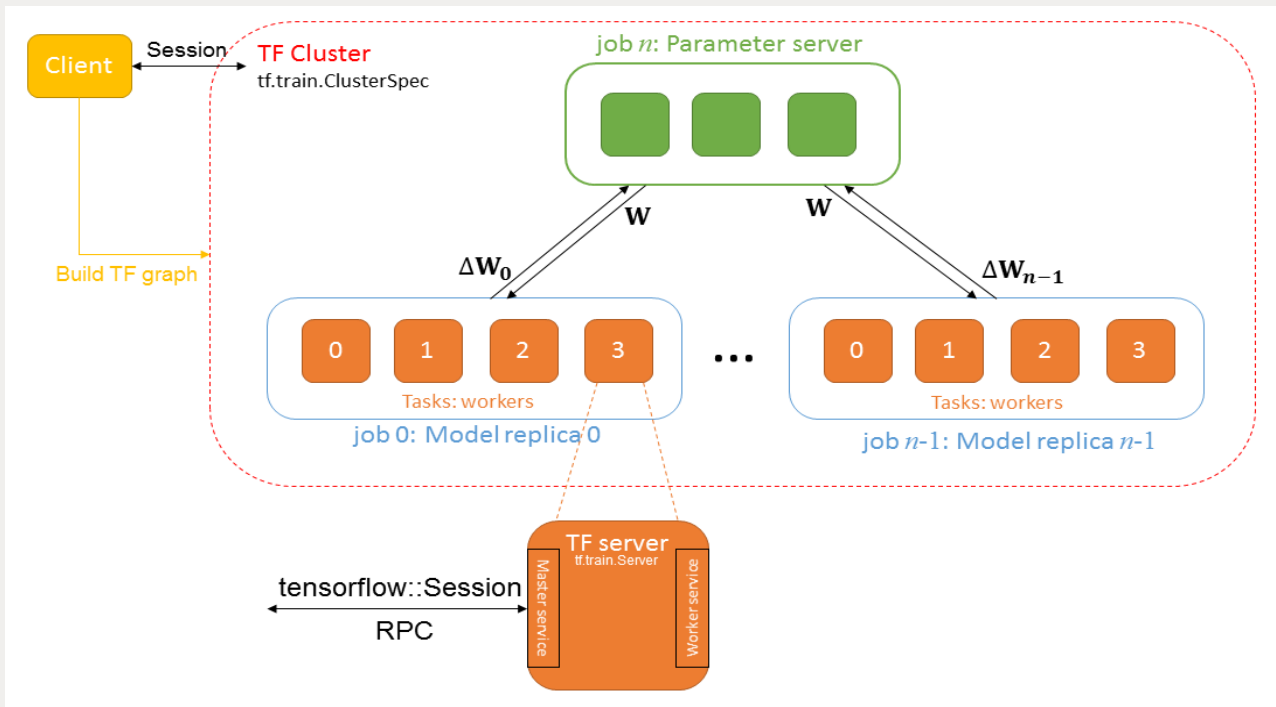 Client
Session
TF Cluster
tf.train.ClusterSpec
job n: Parameter server
Build TF graph
W
W
ΔW₀
ΔWₙ₋₁
0 1 2 3
Tasks: workers
job 0: Model replica 0
...
0 1 2 3
Tasks: workers
job n-1: Model replica n-1
TF server
tf.train.Server
Master service
Worker service
tensorflow::Session
RPC